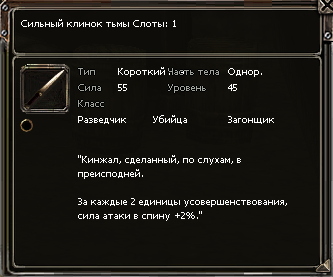 Сильный клинок тьмы Слоты: 1
Тип Короткий Часть тела Однор.
Сила 55 Уровень 45
Класс
Разведчик Убийца Загонщик
"Кинжал, сделанный, по слухам, в
преисподней.
За каждые 2 единицы усовершенствования,
сила атаки в спину +2%."